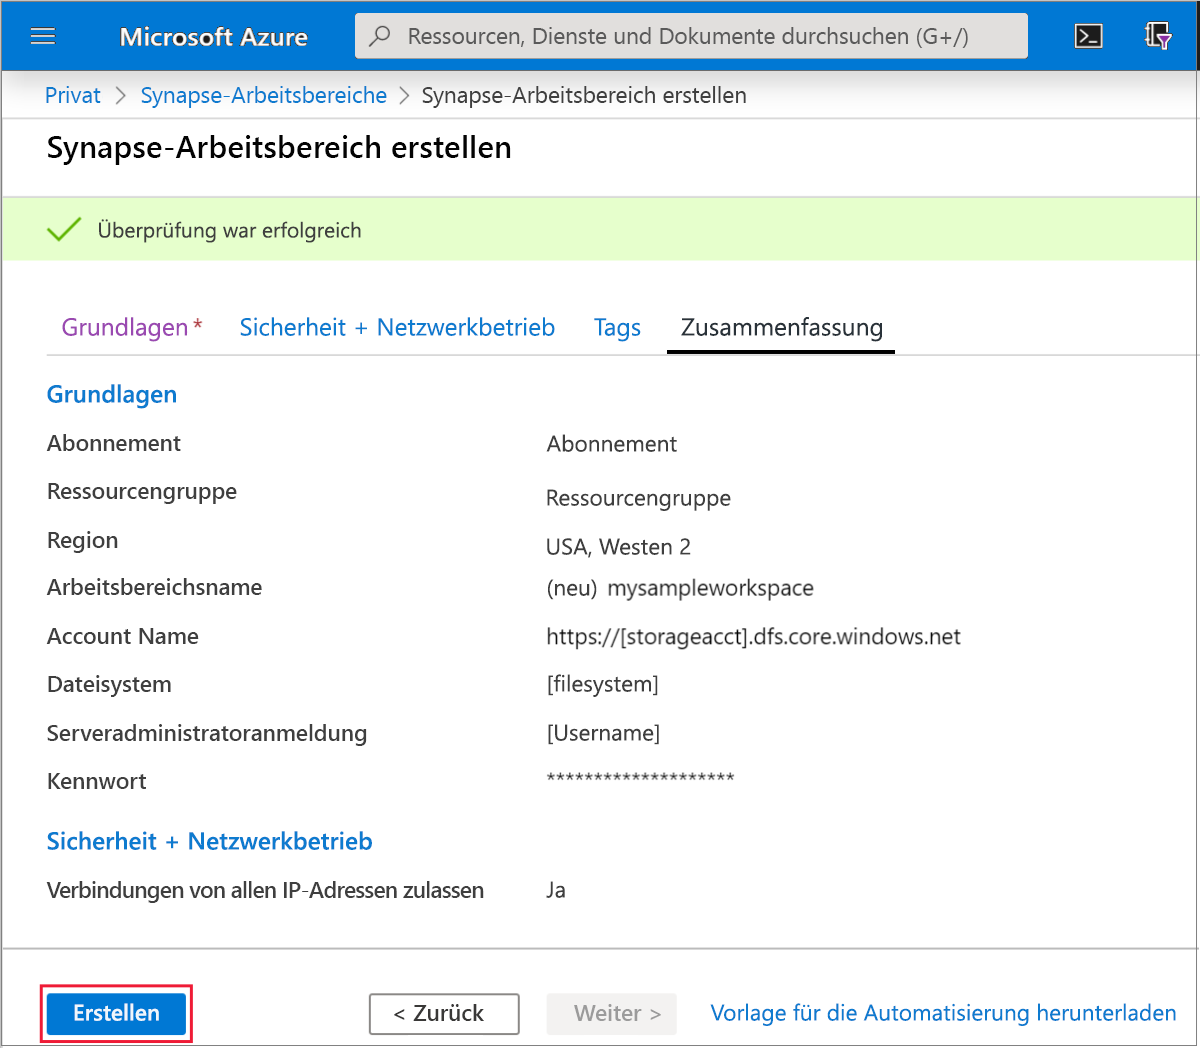 Microsoft Azure
Ressourcen, Dienste und Dokumente durchsuchen (G+/)
Privat > Synapse-Arbeitsbereiche > Synapse-Arbeitsbereich erstellen
Synapse-Arbeitsbereich erstellen
Überprüfung war erfolgreich
Grundlagen * Sicherheit + Netzwerkbetrieb Tags Zusammenfassung
Grundlagen
Abonnement Abonnement
Ressourcengruppe Ressourcengruppe
Region USA, Westen 2
Arbeitsbereichsname (neu) mysampleworkspace
Account Name https://[storageacct].dfs.core.windows.net
Dateisystem [filesystem]
Serveradministratoranmeldung [Username]
Kennwort ********************
Sicherheit + Netzwerkbetrieb
Verbindungen von allen IP-Adressen zulassen Ja
Erstellen < Zurück Weiter > Vorlage für die Automatisierung herunterladen